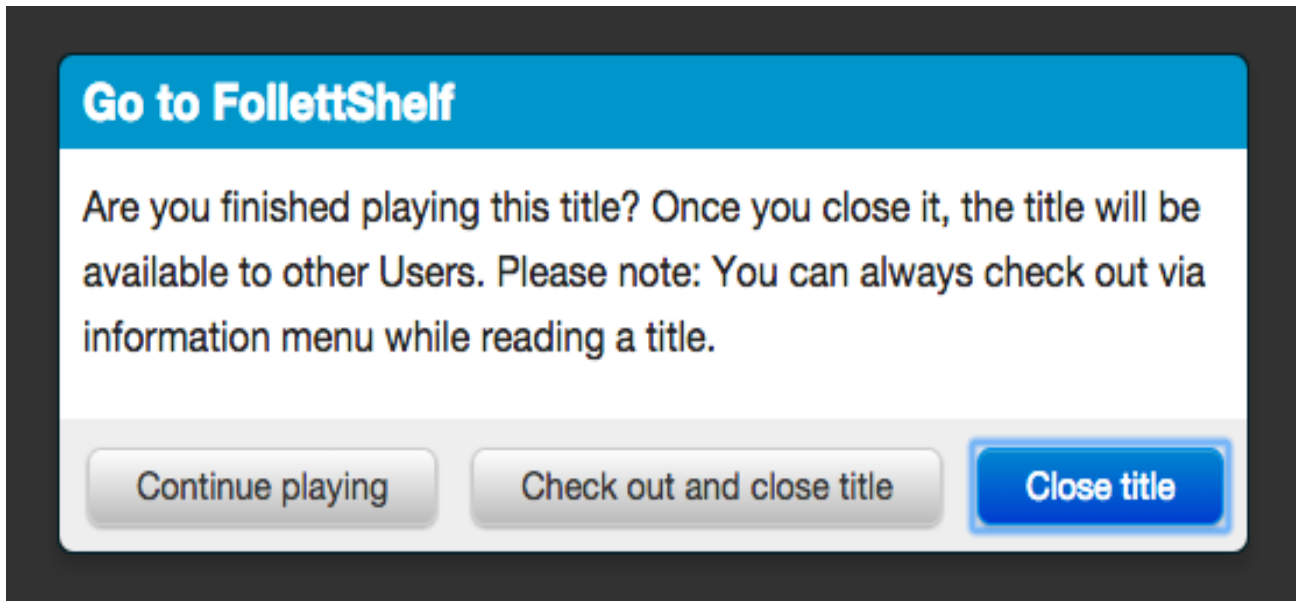 Go to FollettShelf
Are you finished playing this title? Once you close it, the title will be
available to other Users. Please note: You can always check out via
information menu while reading a title.
Continue playing Check out and close title Close title